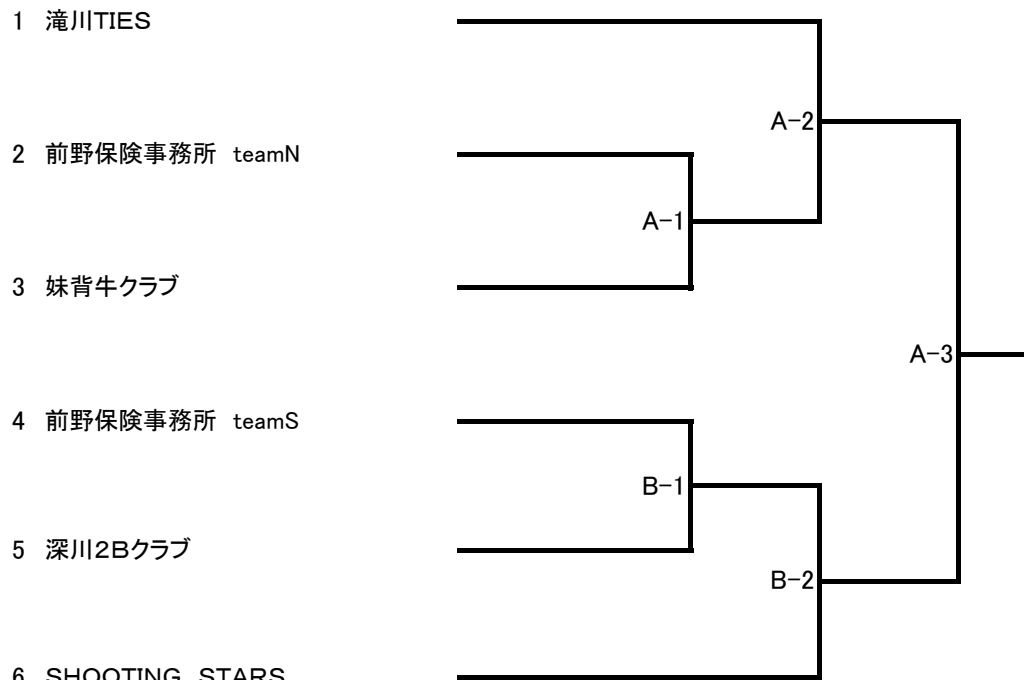 1 滝川TIES
A-2
2 前野保険事務所 teamN
A-1
3 妹背牛クラブ
A-3
4 前野保険事務所 teamS
B-1
5 深川2Bクラブ
B-2
6 SHOOTING STARS